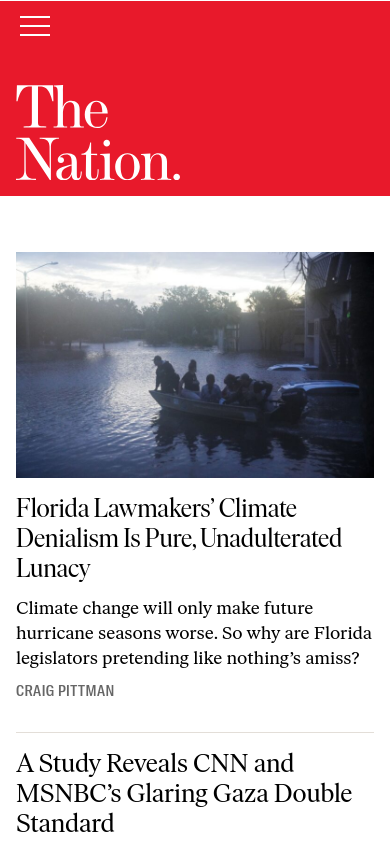 The
Nation.
Florida Lawmakers’ Climate
Denialism Is Pure, Unadulterated
Lunacy
Climate change will only make future
hurricane seasons worse. So why are Florida
legislators pretending like nothing’s amiss?
CRAIG PITTMAN
A Study Reveals CNN and
MSNBC’s Glaring Gaza Double
Standard